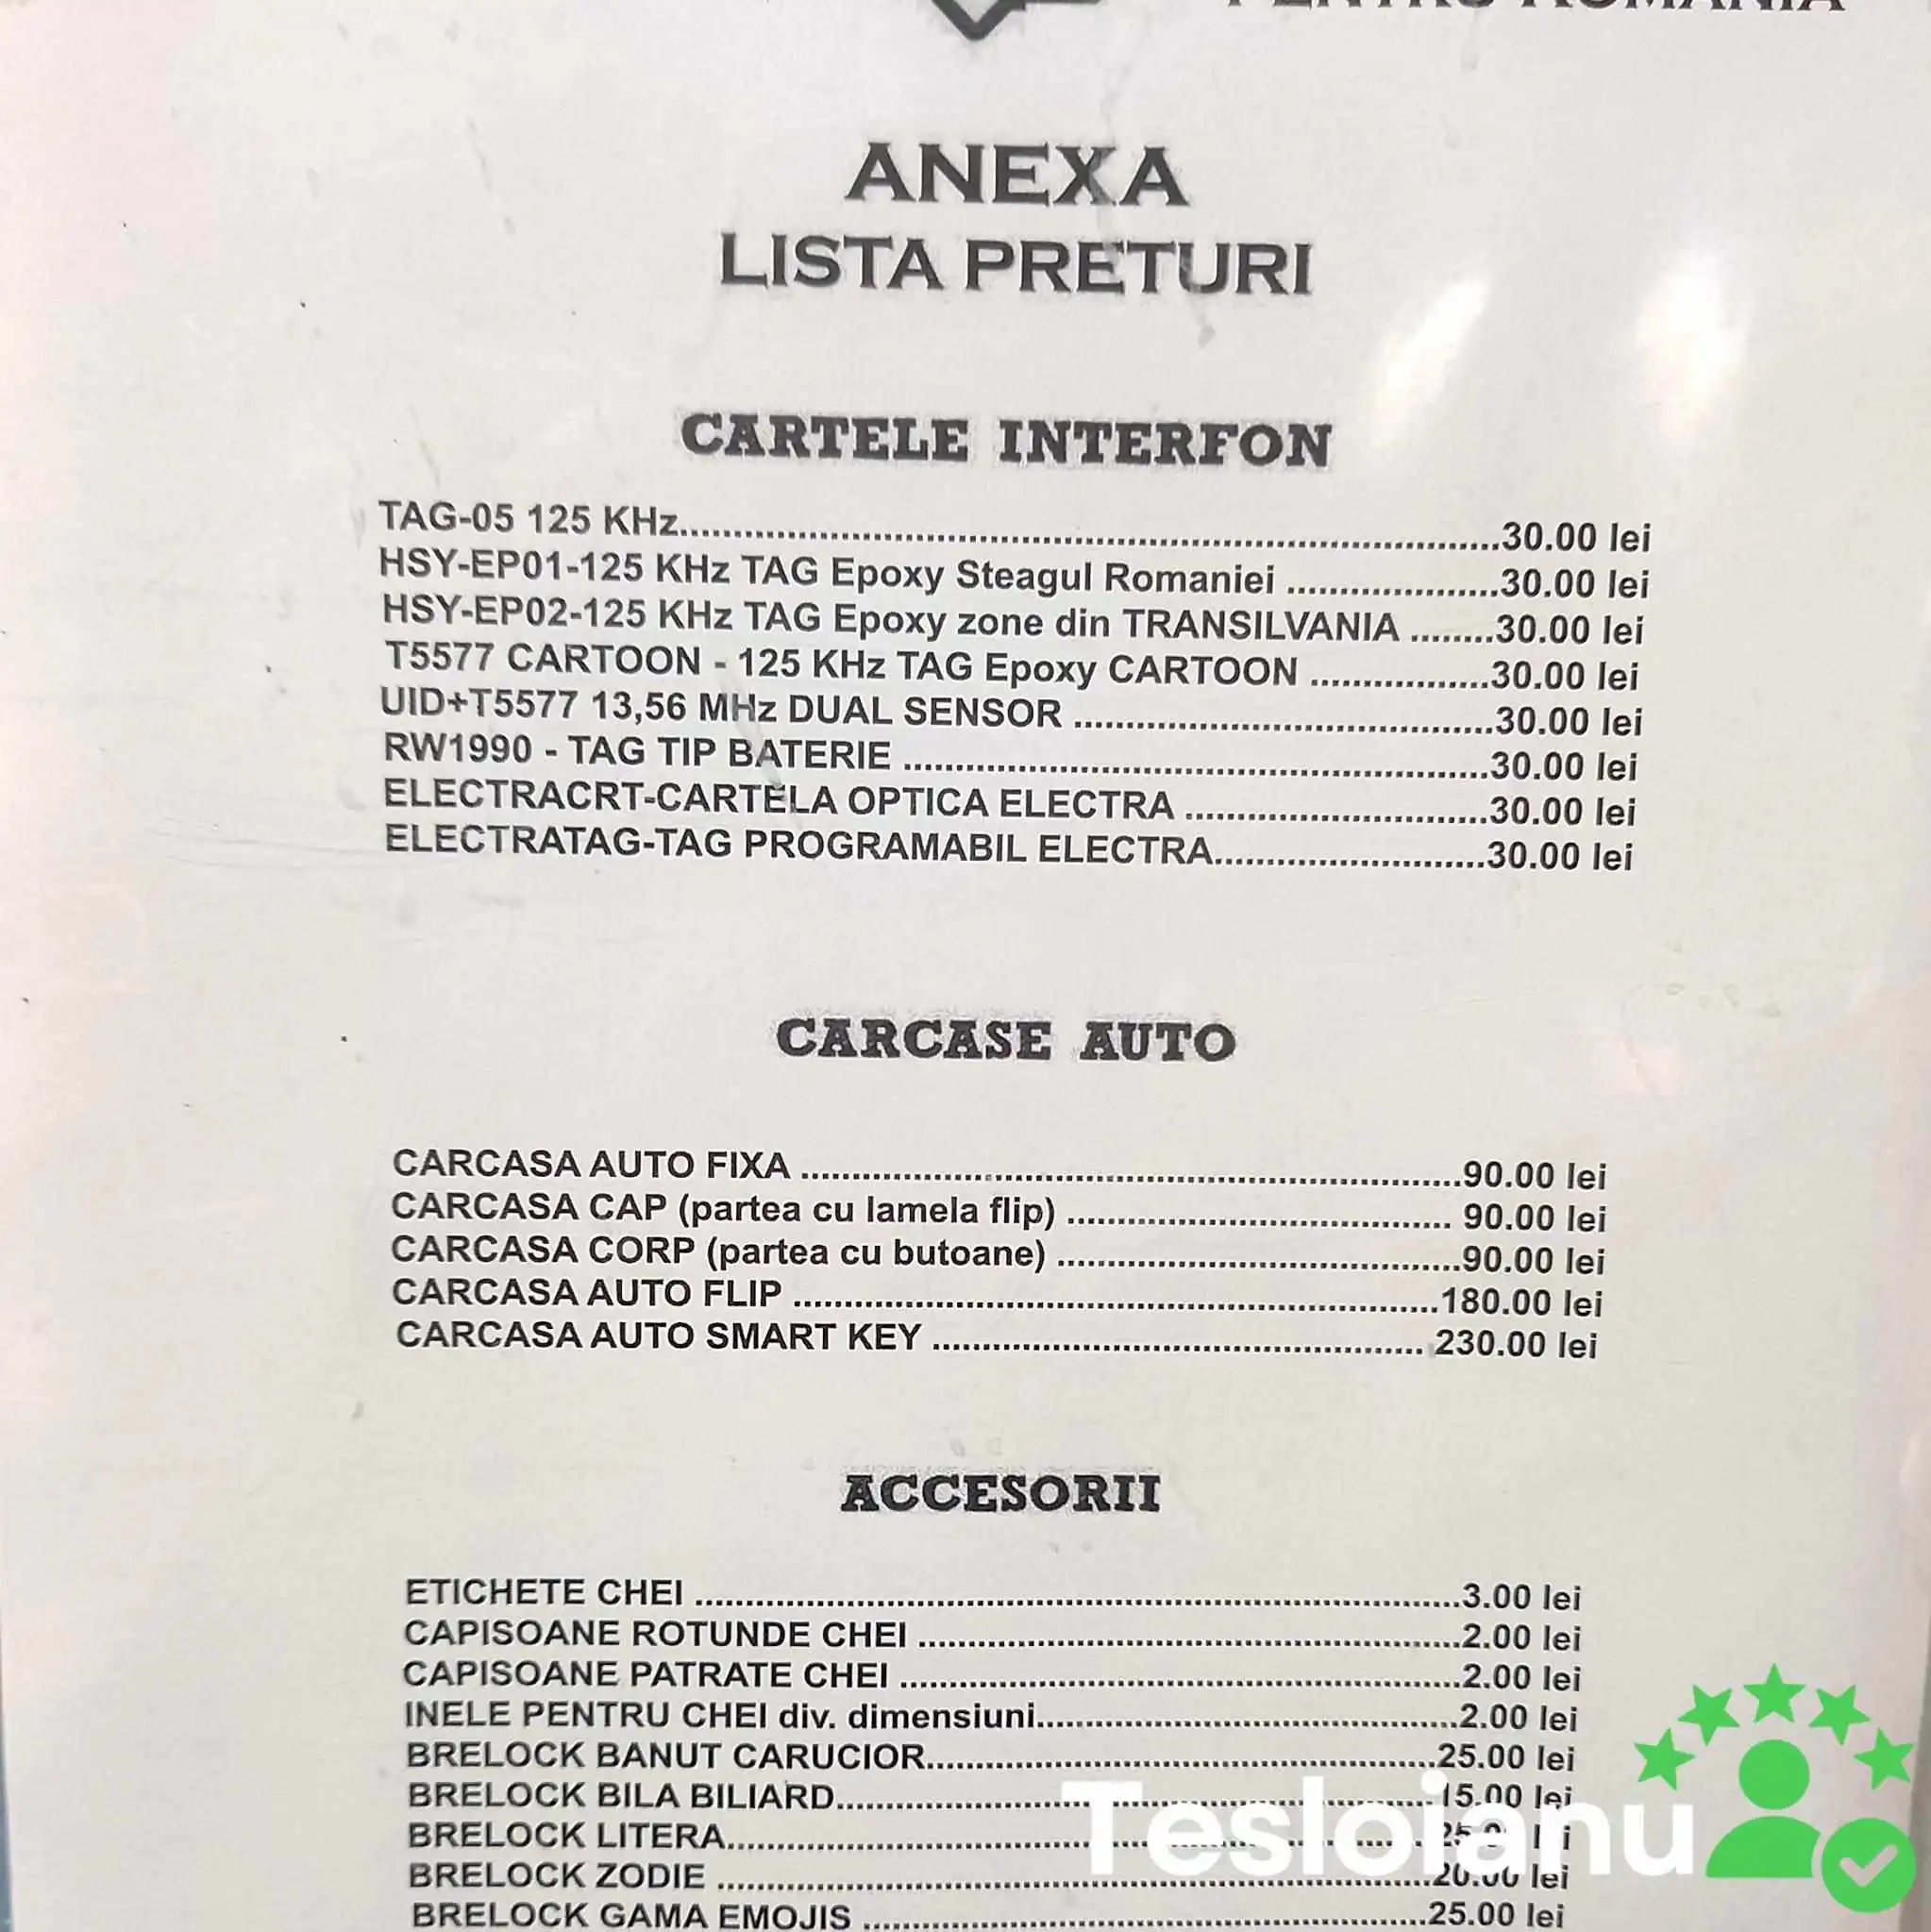 PENTRU ROMANIA
ANEXA
LISTA PRETURI
CARTELE INTERFON
TAG-05 125 KHz..........30.00 lei
HSY-EP01-125 KHz TAG Epoxy Steagul Romaniei ..........30.00 lei
HSY-EP02-125 KHz TAG Epoxy zone din TRANSILVANIA ........30.00 lei
T5577 CARTOON - 125 KHz TAG Epoxy CARTOON ..........30.00 lei
UID+T5577 13,56 MHz DUAL SENSOR ..........30.00 lei
RW1990 - TAG TIP BATERIE ..........30.00 lei
ELECTRACRT-CARTELA OPTICA ELECTRA ..........30.00 lei
ELECTRATAG-TAG PROGRAMABIL ELECTRA..........30.00 lei
CARCASE AUTO
CARCASA AUTO FIXA ..........90.00 lei
CARCASA CAP (partea cu lamela flip) .......... 90.00 lei
CARCASA CORP (partea cu butoane) ..........90.00 lei
CARCASA AUTO FLIP ..........180.00 lei
CARCASA AUTO SMART KEY ..........230.00 lei
ACCESORII
ETICHETE CHEI ..........3.00 lei
CAPISOANE ROTUNDE CHEI ..........2.00 lei
CAPISOANE PATRATE CHEI ..........2.00 lei
INELE PENTRU CHEI div. dimensiuni..........2.00 lei
BRELOCK BANUT CARUCIOR..........25.00 lei
BRELOCK BILA BILIARD..........15.00 lei
BRELOCK LITERA..........
BRELOCK ZODIE ..........20.00 lei
BRELOCK GAMA EMOJIS ..........25.00 lei
Tesloianu